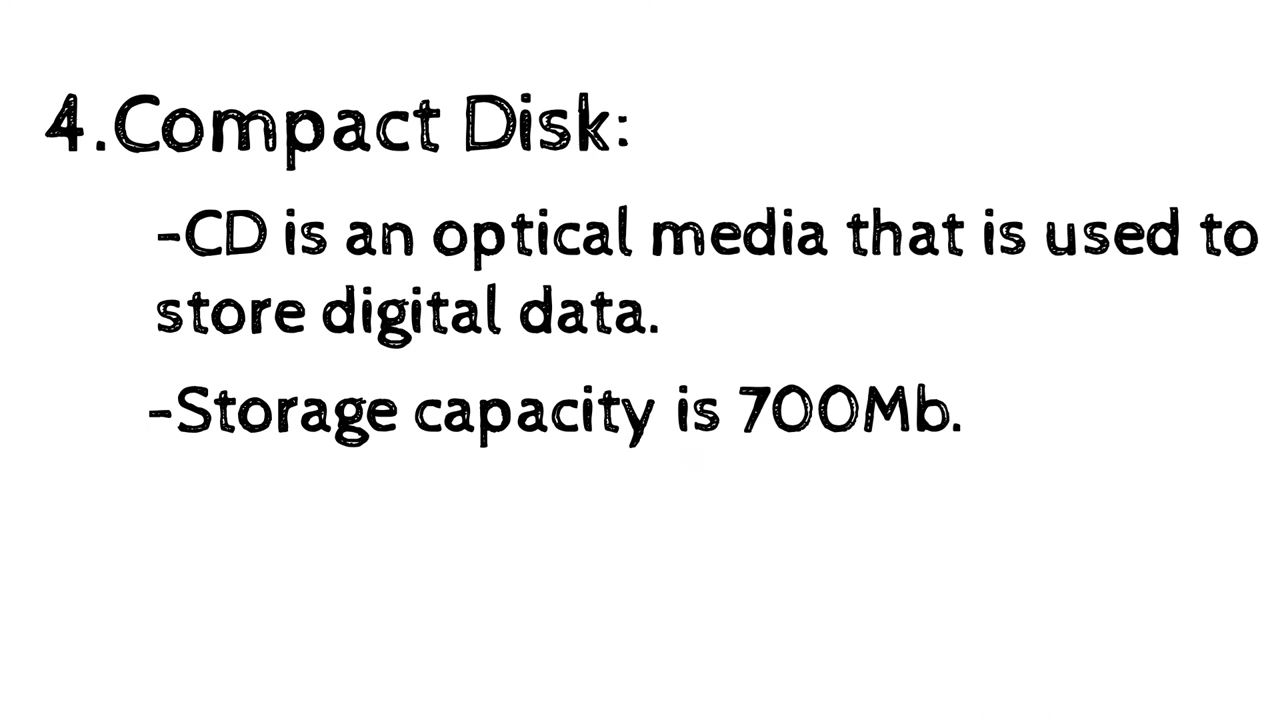 4.Compact Disk:
-CD is an optical media that is used to
store digital data.
-Storage capacity is 700Mb.